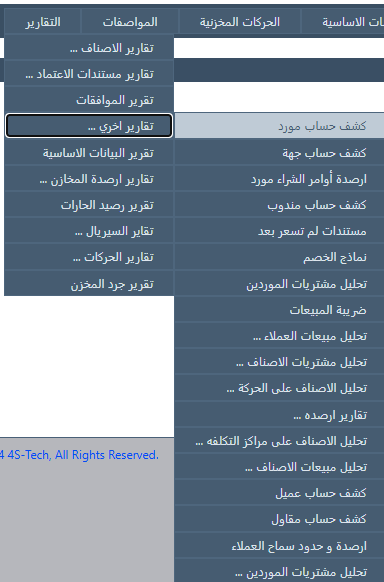 ات الاساسية
الحركات المخزنية
المواصفات
التقارير
تقارير الاصناف ...
تقارير مستندات الاعتماد ...
تقرير الموافقات
تقارير اخري ...
تقرير البيانات الاساسية
تقارير ارصدة المخازن ...
تقرير رصيد الحارات
تقاير السيريال ...
تقارير الحركات ...
تقرير جرد المخزن
كشف حساب مورد
كشف حساب جهة
ارصدة أوامر الشراء مورد
كشف حساب مندوب
مستندات لم تسعر بعد
نماذج الخصم
تحليل مشتريات الموردين
ضريبة المبيعات
تحليل مبيعات العملاء ...
تحليل مشتريات الاصناف ...
تحليل الاصناف على الحركة ...
تقارير ارصده ...
تحليل الاصناف على مراكز التكلفه ...
تحليل مبيعات الاصناف ...
كشف حساب عميل
كشف حساب مقاول
ارصدة و حدود سماح العملاء
تحليل مشتريات الموردين ...
4 4S-Tech, All Rights Reserved.